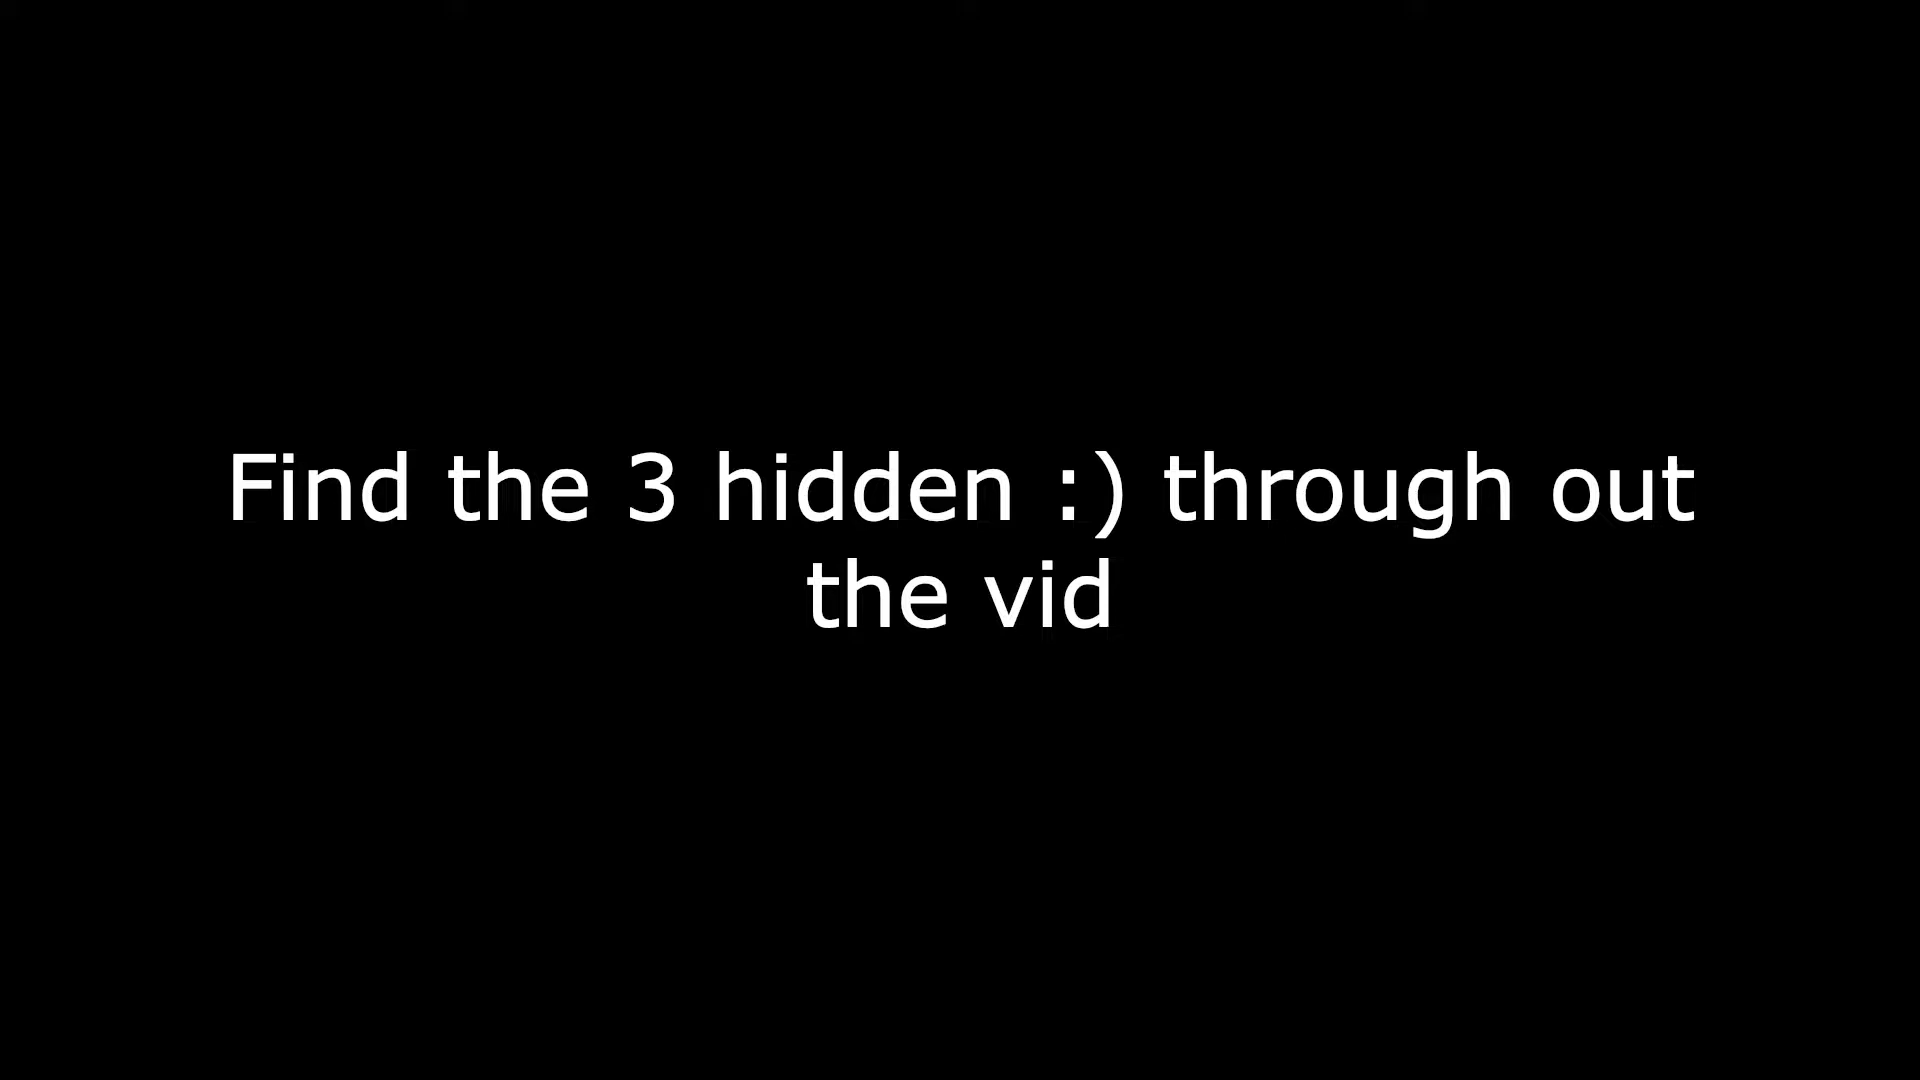 Find the 3 hidden :) through out
the vid